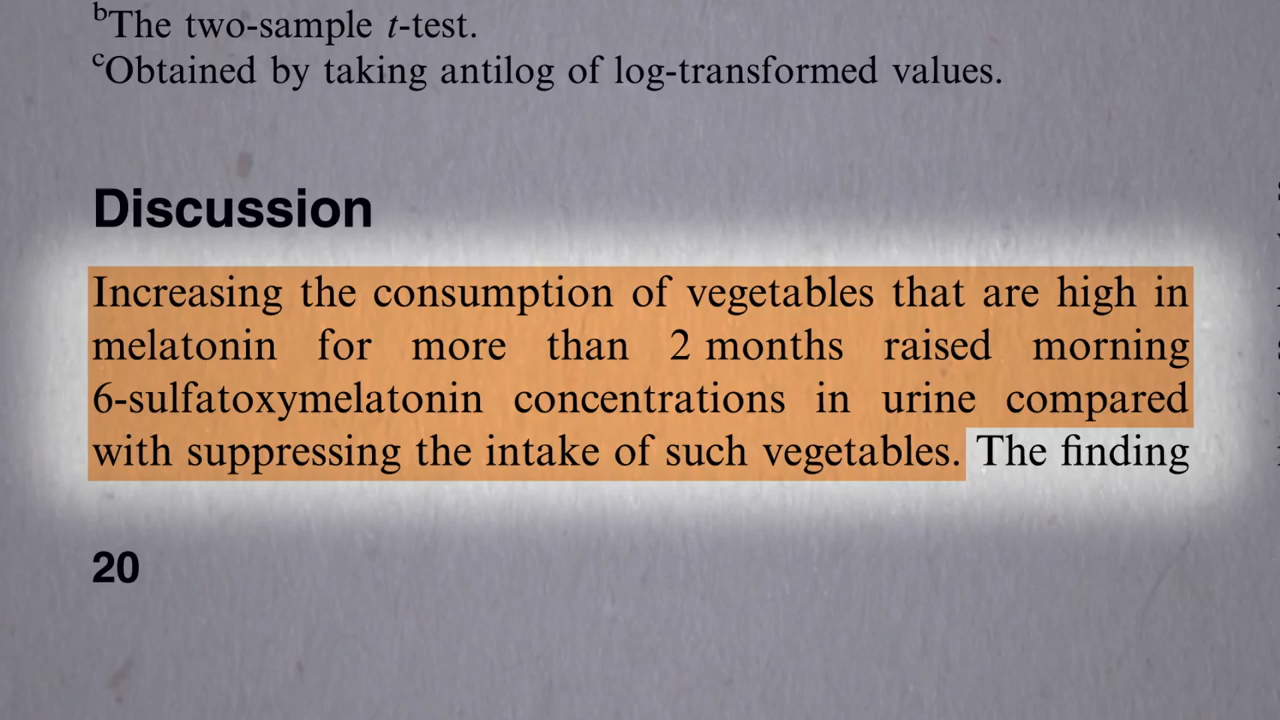 bThe two-sample t-test.
cObtained by taking antilog of log-transformed values.
Discussion
Increasing the consumption of vegetables that are high in
melatonin for more than 2 months raised morning
6-sulfatoxymelatonin concentrations in urine compared
with suppressing the intake of such vegetables. The finding
20